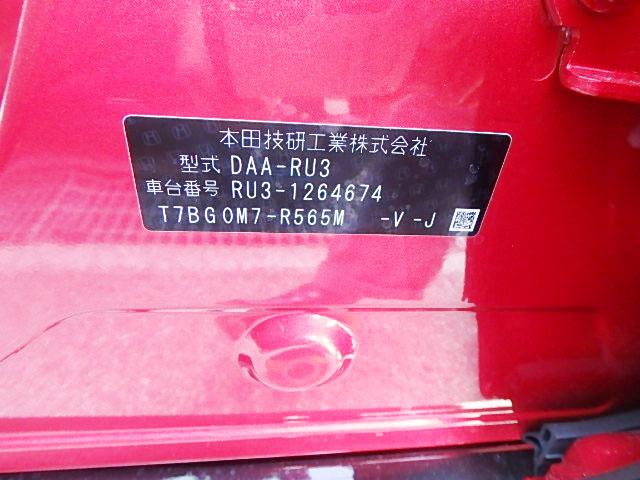 本田技研工業株式会社
型式 DAA-RU3
車台番号 RU3-1264674
T7BG0M7-R565M -V-J